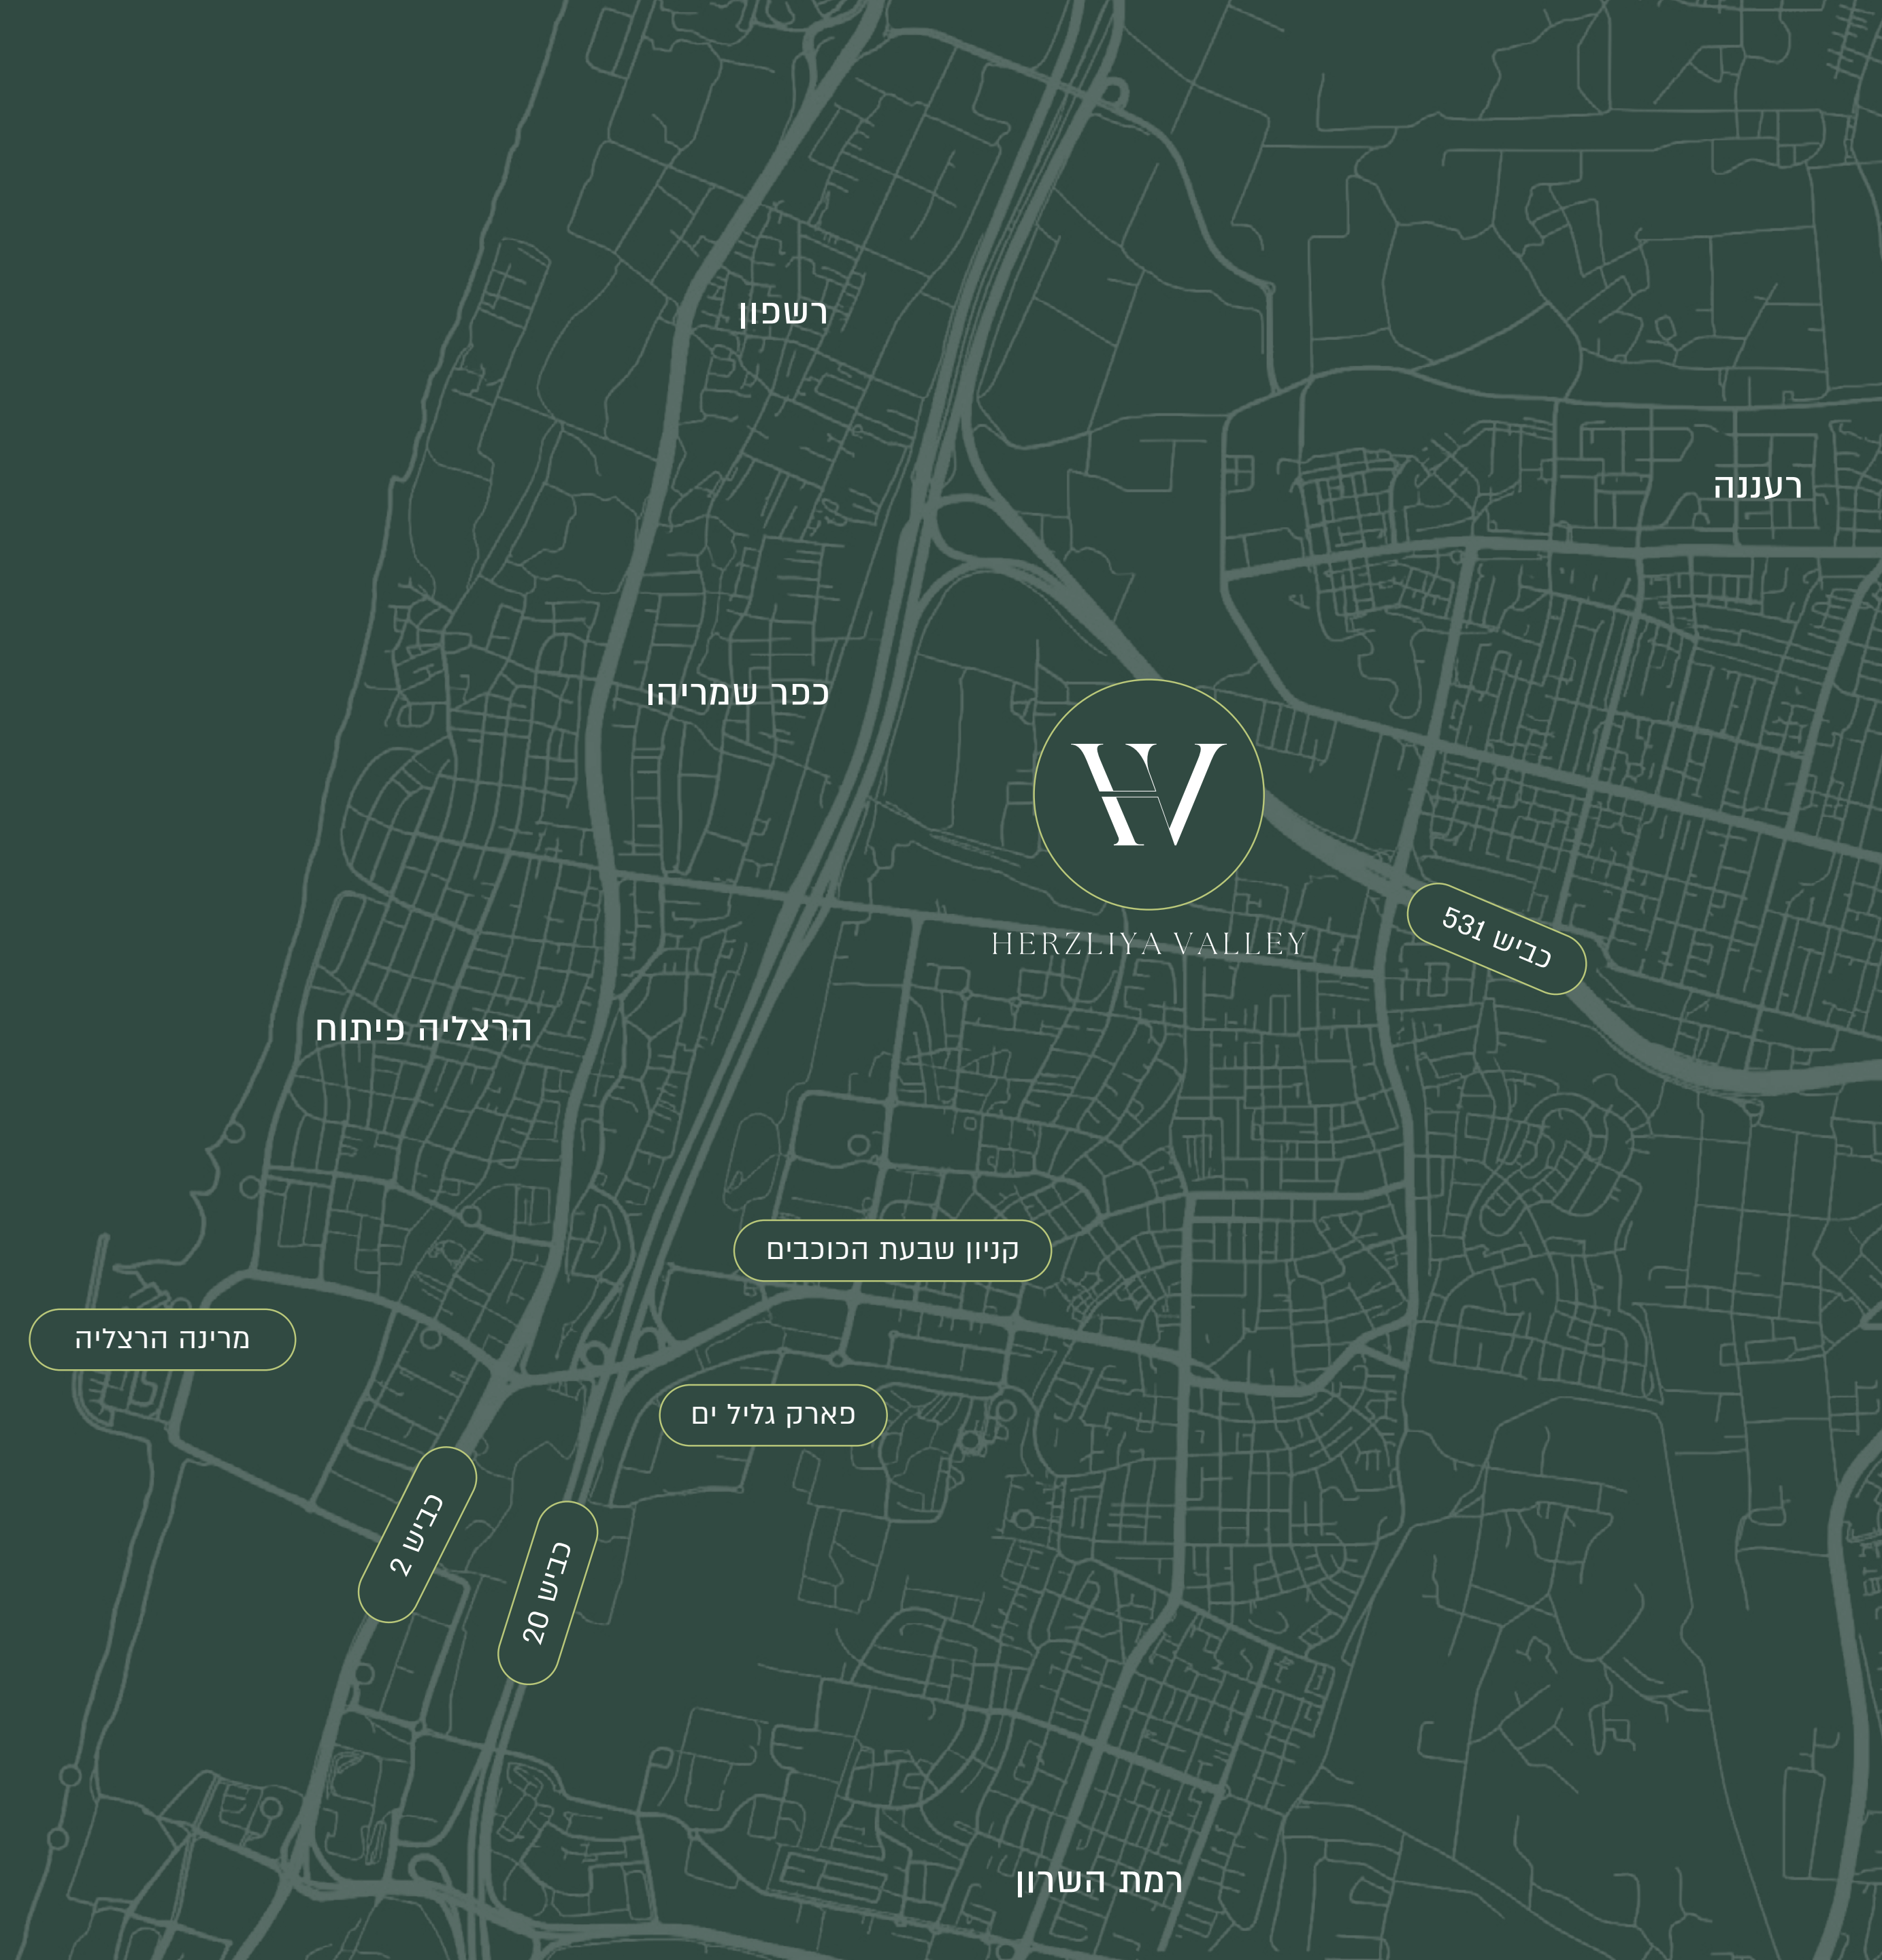 רשפון
רעננה
כפר שמריהו
HV
HERZLIYA VALLEY
כביש 531
הרצליה פיתוח
קניון שבעת הכוכבים
מרינה הרצליה
פארק גליל ים
כביש 2
כביש 20
רמת השרון